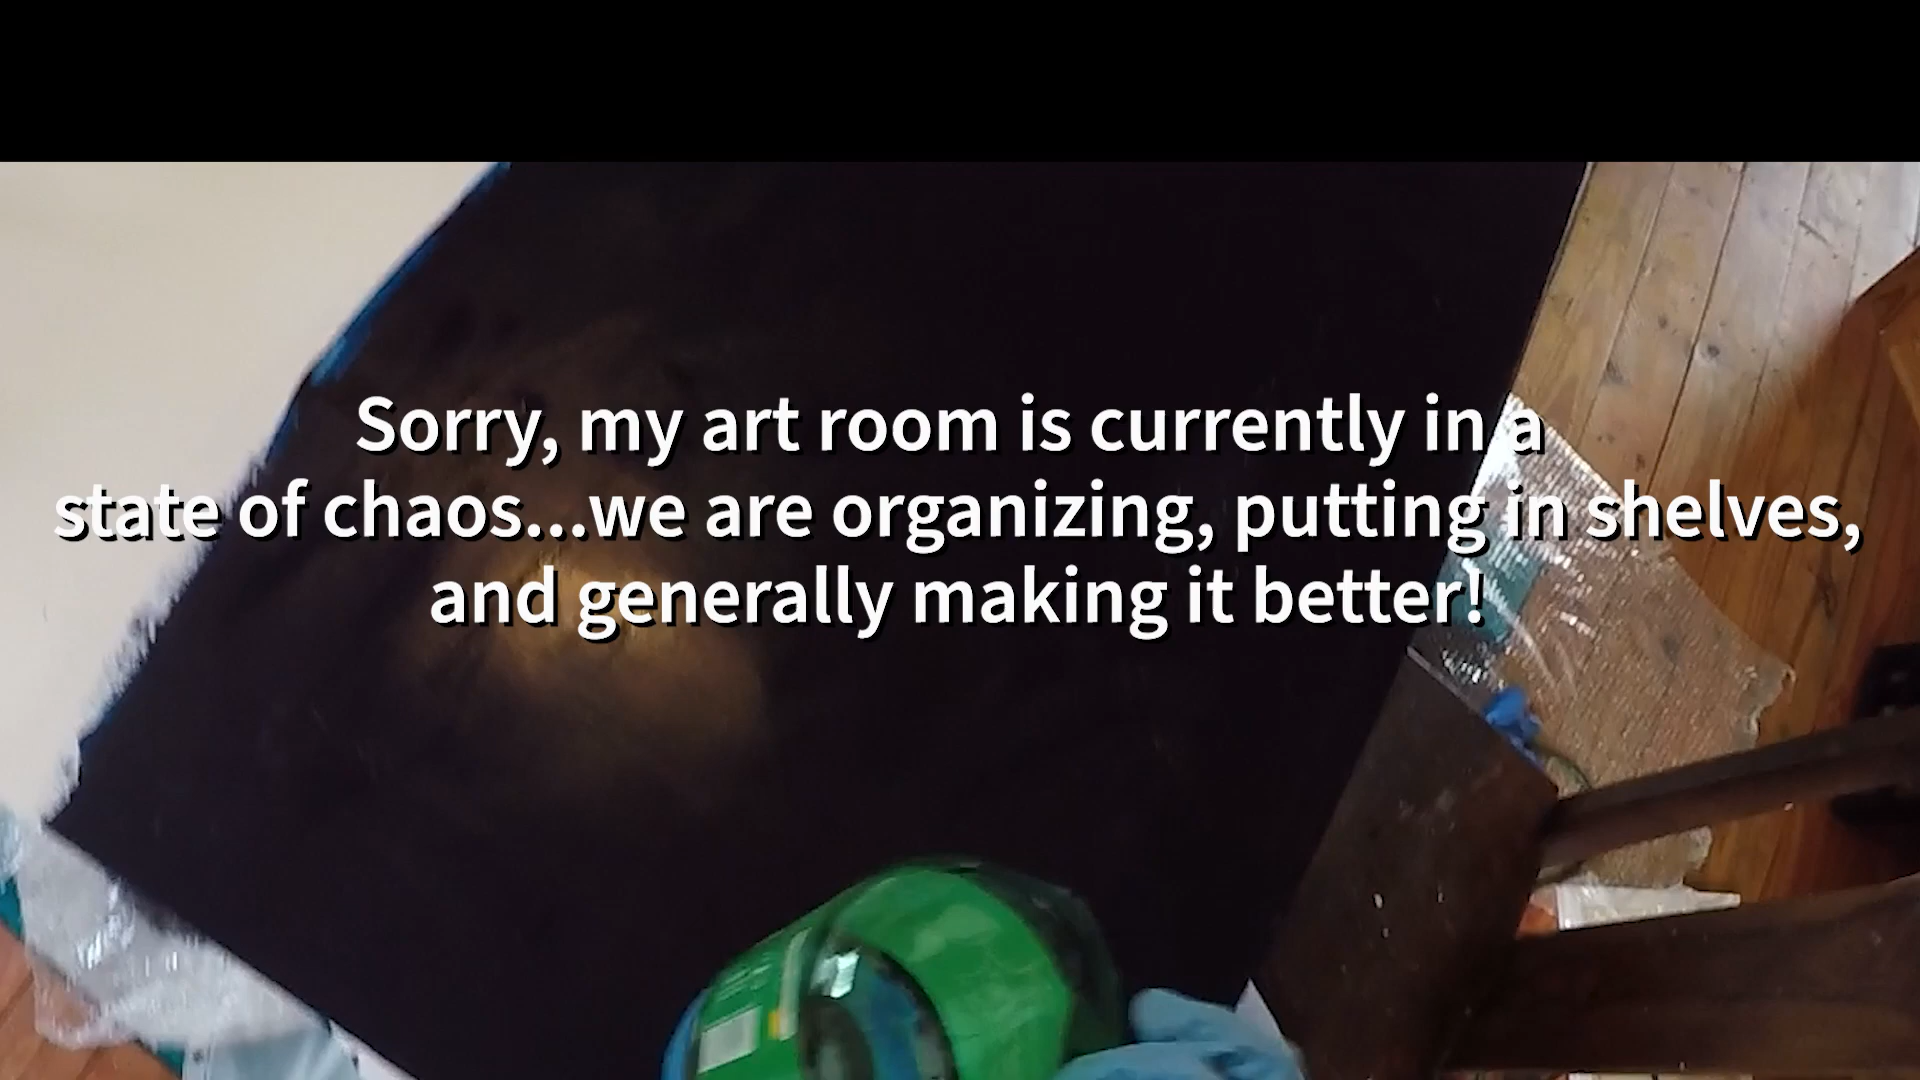 Sorry, my art room is currently in a
state of chaos...we are organizing, putting in shelves,
and generally making it better!